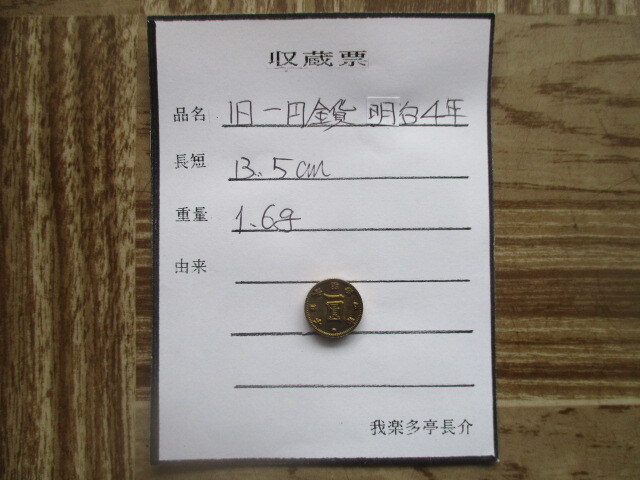 収蔵票
品名 旧一円金貨 明治4年
長短 13.5cm
重量 1.6g
由来
一圓
我楽多亭長介